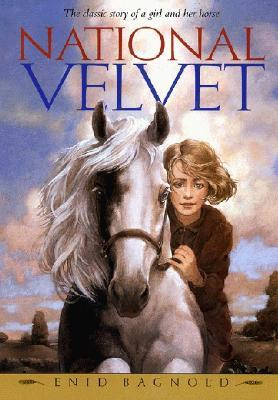 The classic story of a girl and her horse
NATIONAL
VELVET
ENID BAGNOLD